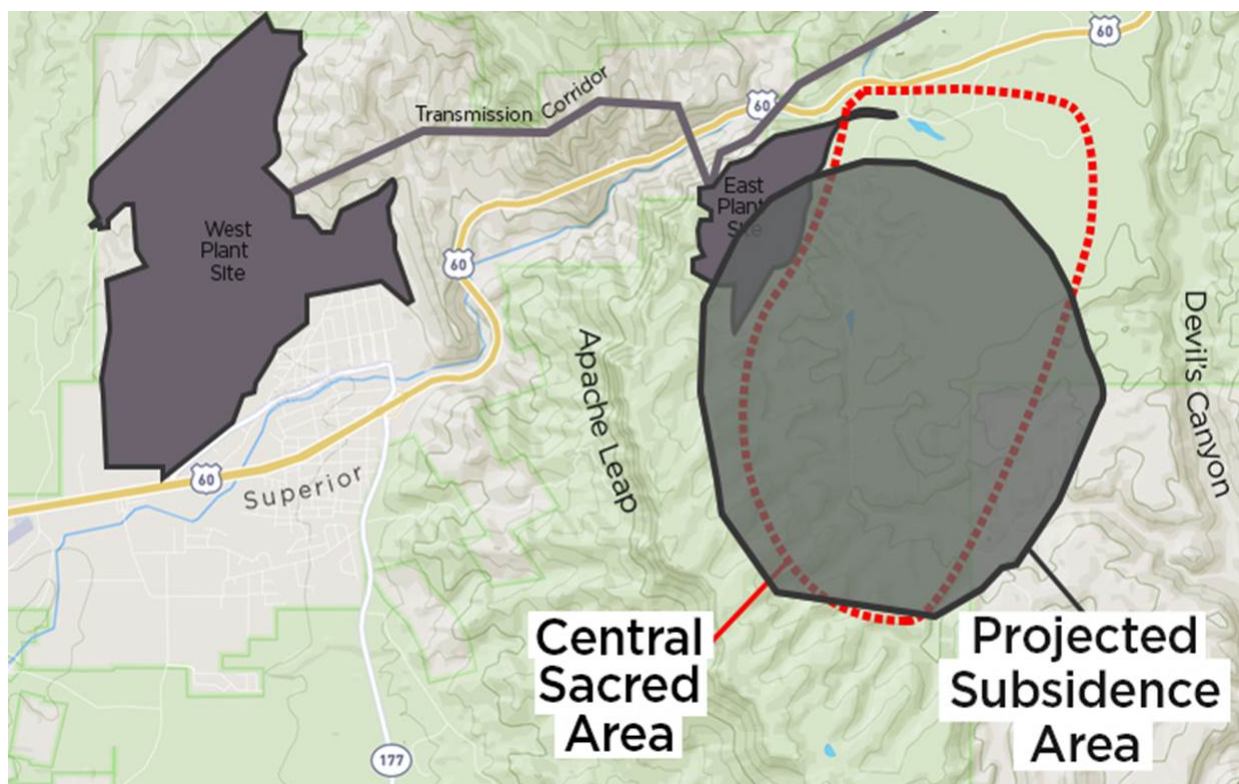 60
Transmission Corridor
60
East
Plant
Site
West
Plant
Site
60
Apache Leap
Devil's Canyon
60
Superior
Central
Sacred
Area
Projected
Subsidence
Area
177